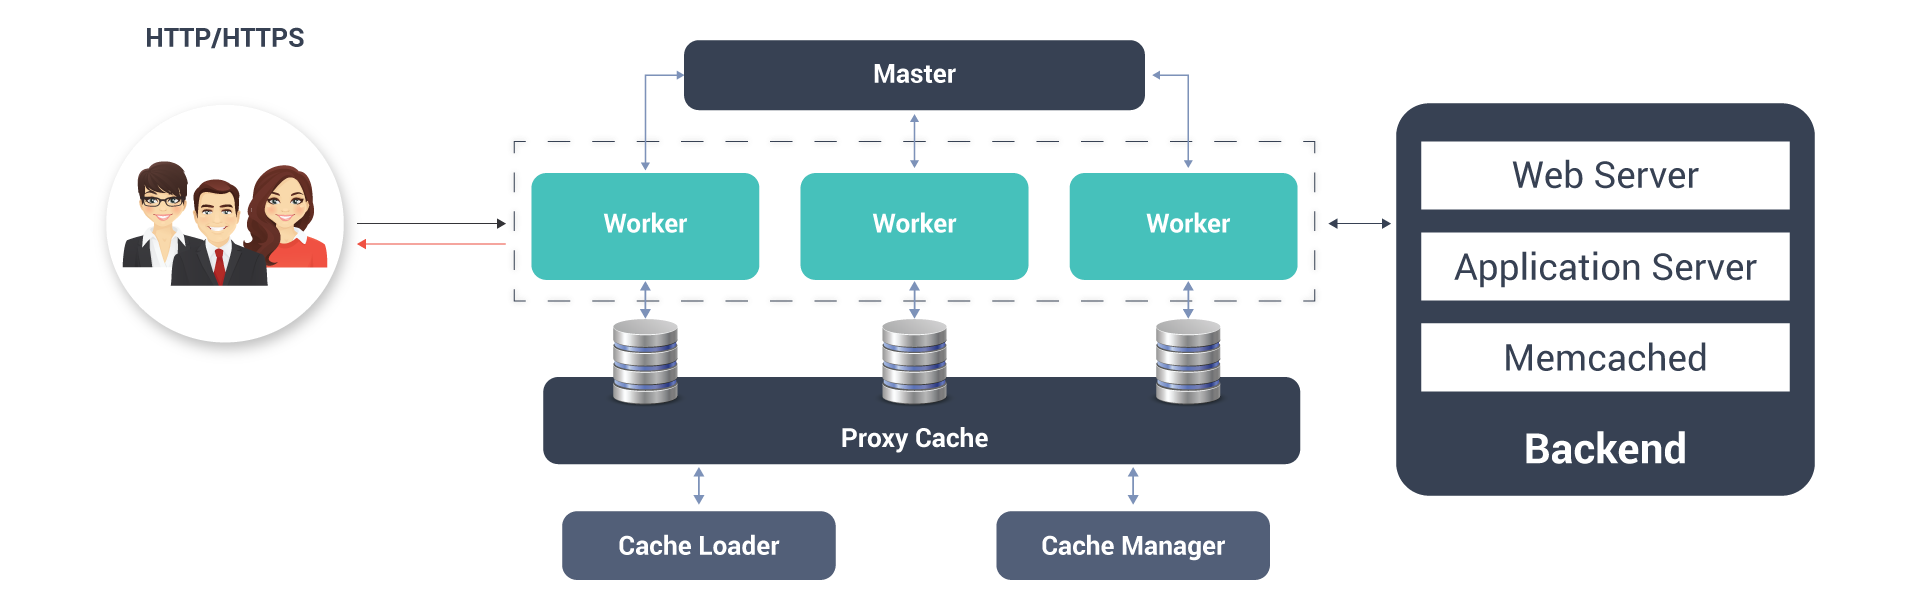 HTTP/HTTPS
Master
Worker
Worker
Worker
Proxy Cache
Cache Loader
Cache Manager
Web Server
Application Server
Memcached
Backend